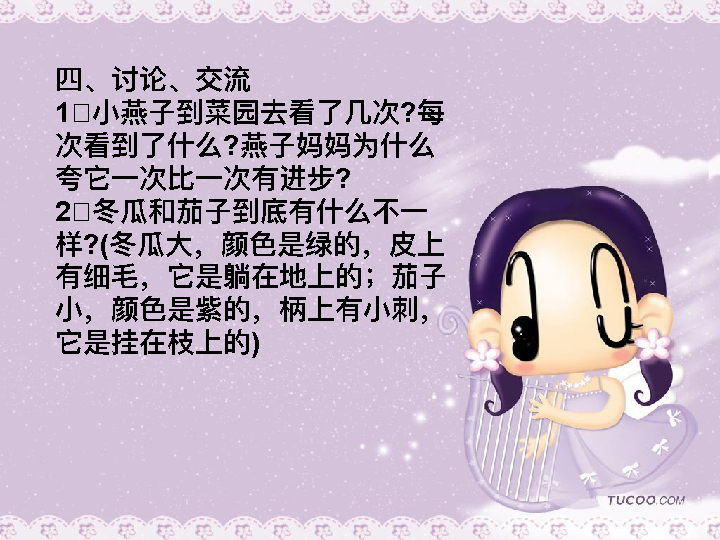 四、讨论、交流
1□小燕子到菜园去看了几次?每
次看到了什么?燕子妈妈为什么
夸它一次比一次有进步?
2□冬瓜和茄子到底有什么不一
样?(冬瓜大，颜色是绿的，皮上
有细毛，它是躺在地上的；茄子
小，颜色是紫的，柄上有小刺，
它是挂在枝上的)
TUCOO.COM